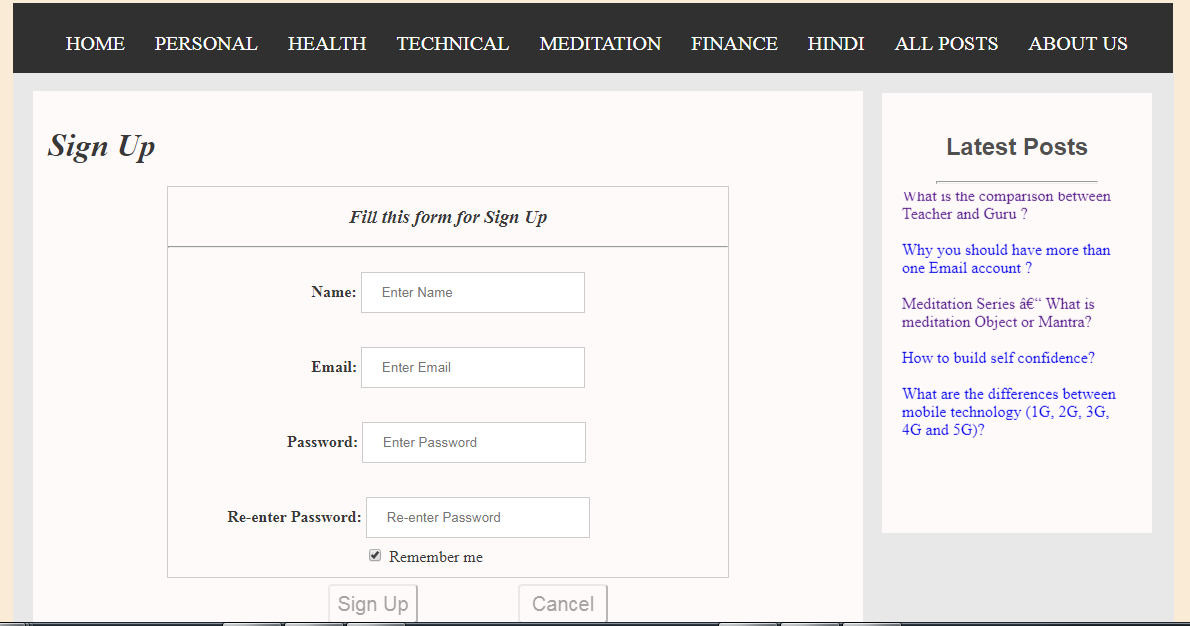 HOME PERSONAL HEALTH TECHNICAL MEDITATION FINANCE HINDI ALL POSTS ABOUT US
Sign Up
Fill this form for Sign Up
Name: Enter Name
Email: Enter Email
Password: Enter Password
Re-enter Password: Re-enter Password
Remember me
Sign Up Cancel
Latest Posts
What is the comparison between
Teacher and Guru ?
Why you should have more than
one Email account ?
Meditation Series â€“ What is
meditation Object or Mantra?
How to build self confidence?
What are the differences between
mobile technology (1G, 2G, 3G,
4G and 5G)?